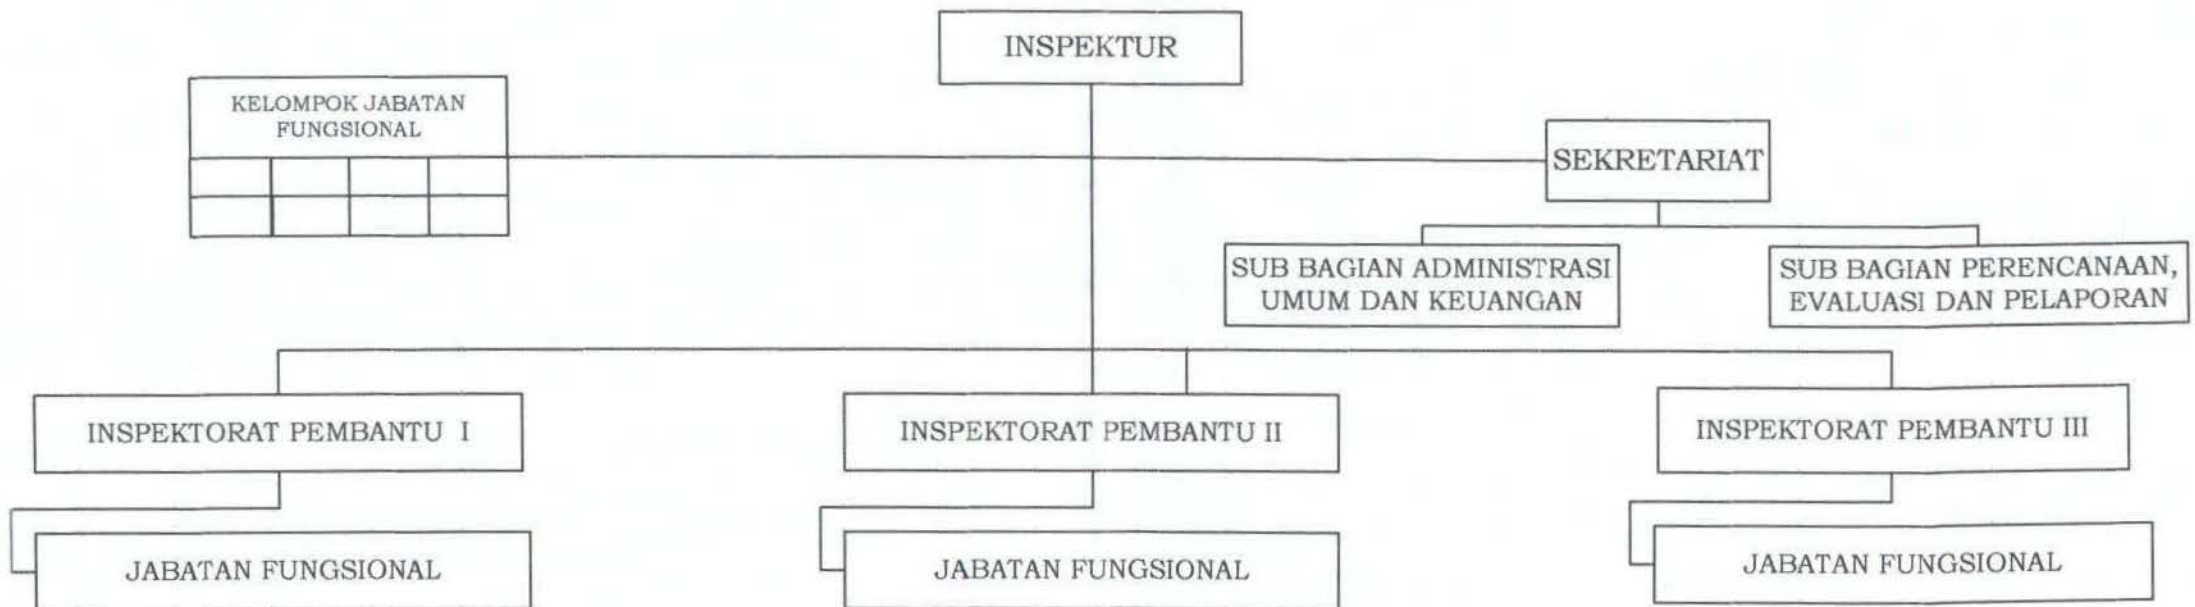 INSPEKTUR
KELOMPOK JABATAN
FUNGSIONAL
SEKRETARIAT
SUB BAGIAN ADMINISTRASI
UMUM DAN KEUANGAN
SUB BAGIAN PERENCANAAN,
EVALUASI DAN PELAPORAN
INSPEKTORAT PEMBANTU I
INSPEKTORAT PEMBANTU II
INSPEKTORAT PEMBANTU III
JABATAN FUNGSIONAL
JABATAN FUNGSIONAL
JABATAN FUNGSIONAL